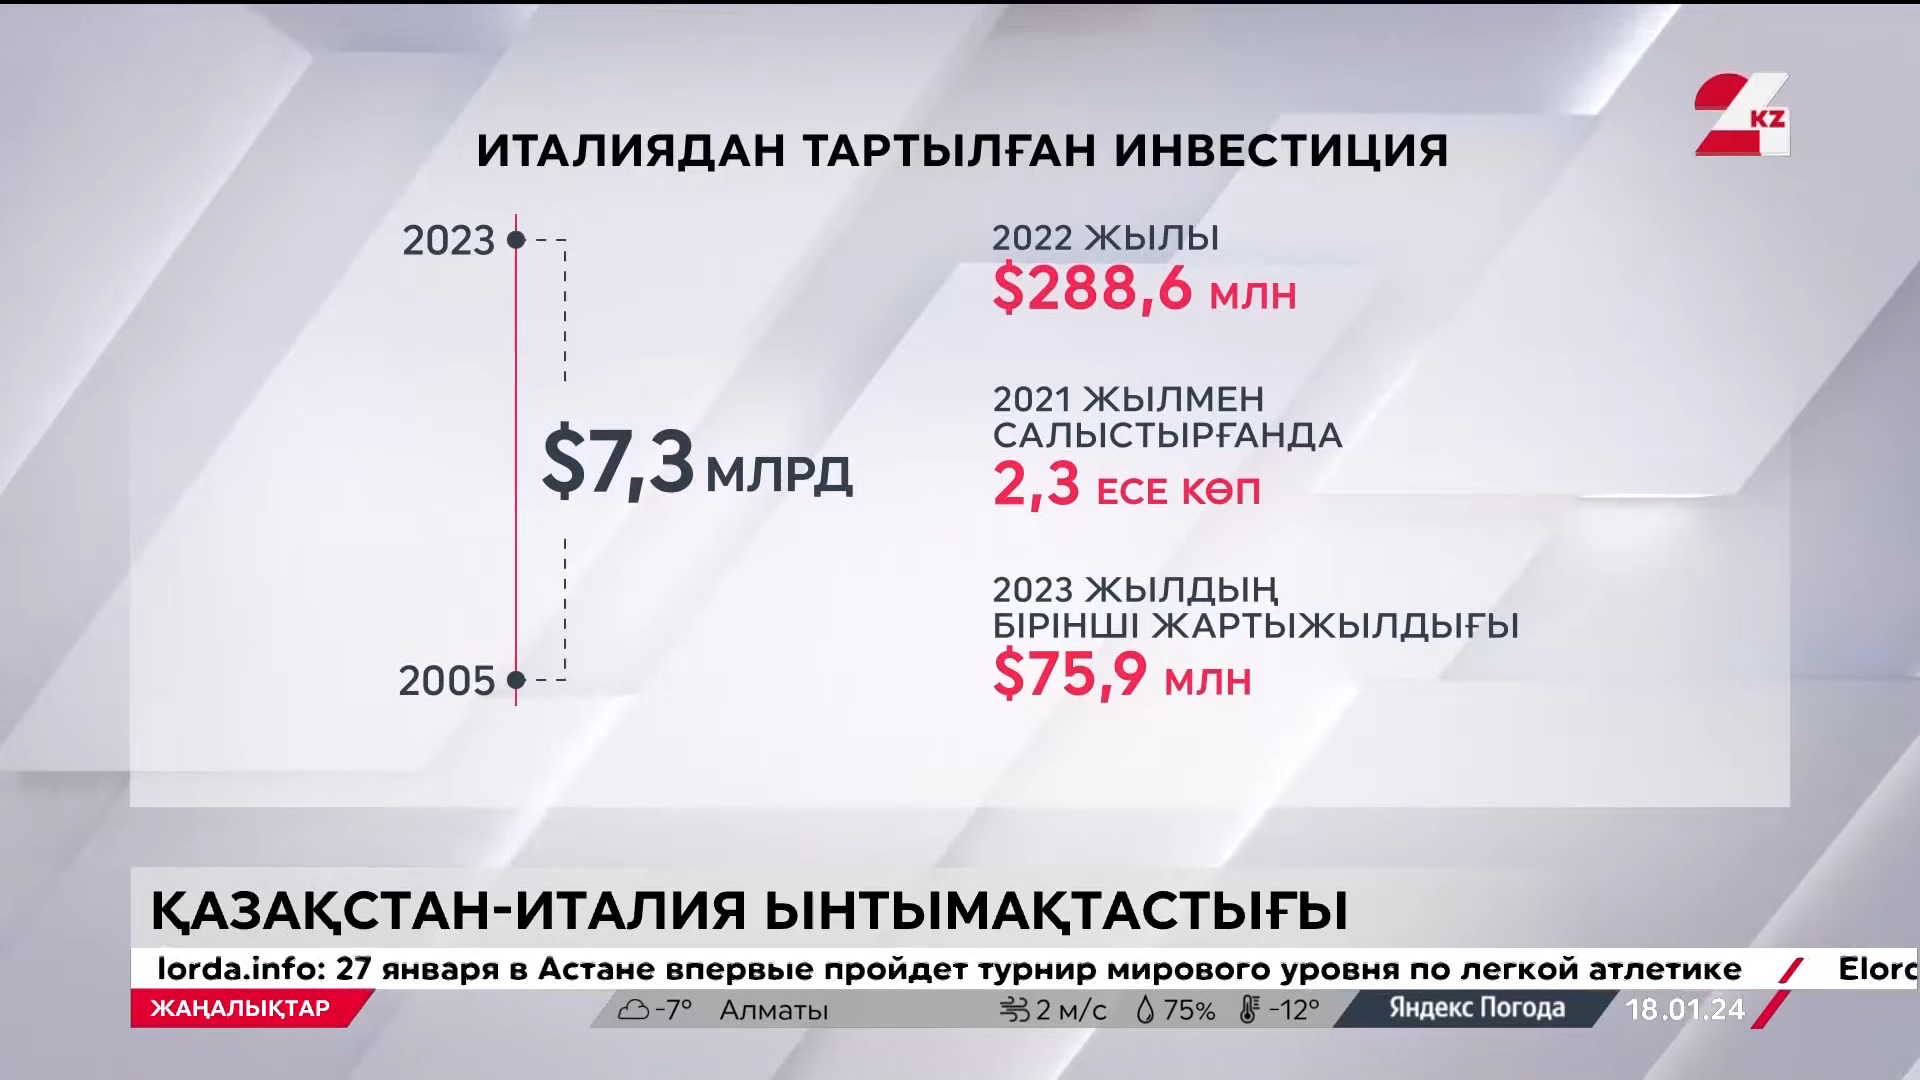 24KZ
ИТАЛИЯДАН ТАРТЫЛҒАН ИНВЕСТИЦИЯ
2023
$7,3 МЛРД
2005
2022 ЖЫЛЫ
$288,6 МЛН
2021 ЖЫЛМЕН
САЛЫСТЫРҒАНДА
2,3 ЕСЕ КӨП
2023 ЖЫЛДЫҢ
БІРІНШІ ЖАРТЫЖЫЛДЫҒЫ
$75,9 МЛН
ҚАЗАҚСТАН-ИТАЛИЯ ЫНТЫМАҚТАСТЫҒЫ
lorda.info: 27 января в Астане впервые пройдет турнир мирового уровня по легкой атлетике Elorc
ЖАҢАЛЫҚТАР -7° Алматы 2 м/с 75% -12° Яндекс Погода 18.01.24